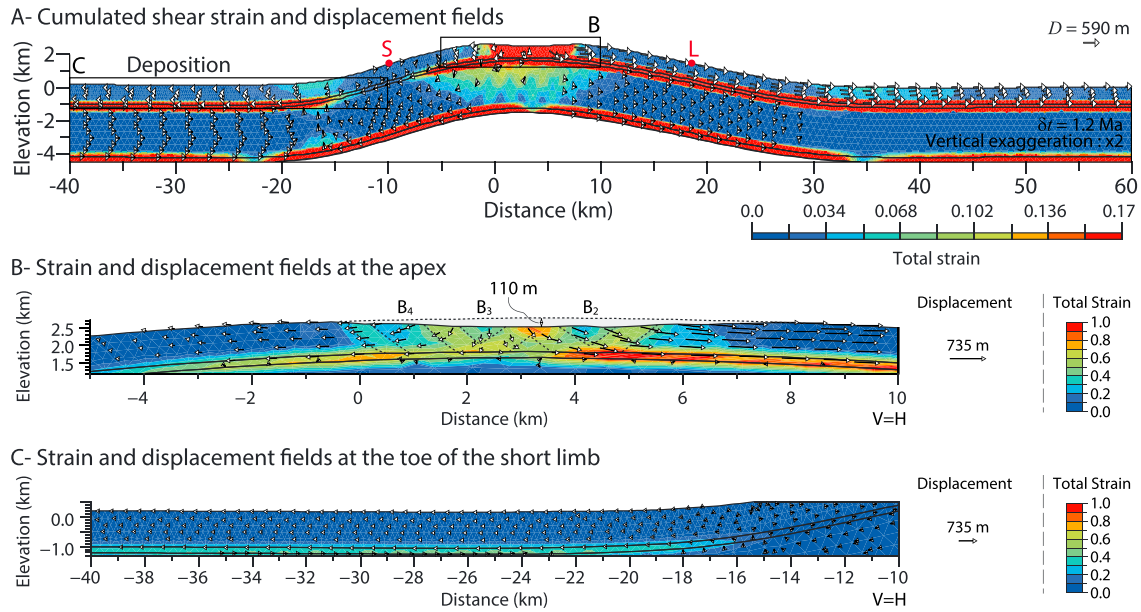 A- Cumulated shear strain and displacement fields
B
D = 590 m
S
L
C
Deposition
Elevation (km)
2
0
−2
−4
δt = 1.2 Ma
Vertical exaggeration : x2
-40 -30 -20 -10 0 10 20 30 40 50 60
Distance (km)
0.0 0.034 0.068 0.102 0.136 0.17
Total strain
B- Strain and displacement fields at the apex
110 m
B4 B3 B2
Elevation (km)
2.5
2.0
1.5
−4 −2 0 2 4 6 8 10
Distance (km)
V=H
Displacement
735 m
Total Strain
1.0
0.8
0.6
0.4
0.2
0.0
C- Strain and displacement fields at the toe of the short limb
Elevation (km)
0.0
−1.0
−40 −38 −36 −34 −32 −30 −28 −26 −24 −22 −20 −18 −16 −14 −12 −10
Distance (km)
V=H
Displacement
735 m
Total Strain
1.0
0.8
0.6
0.4
0.2
0.0